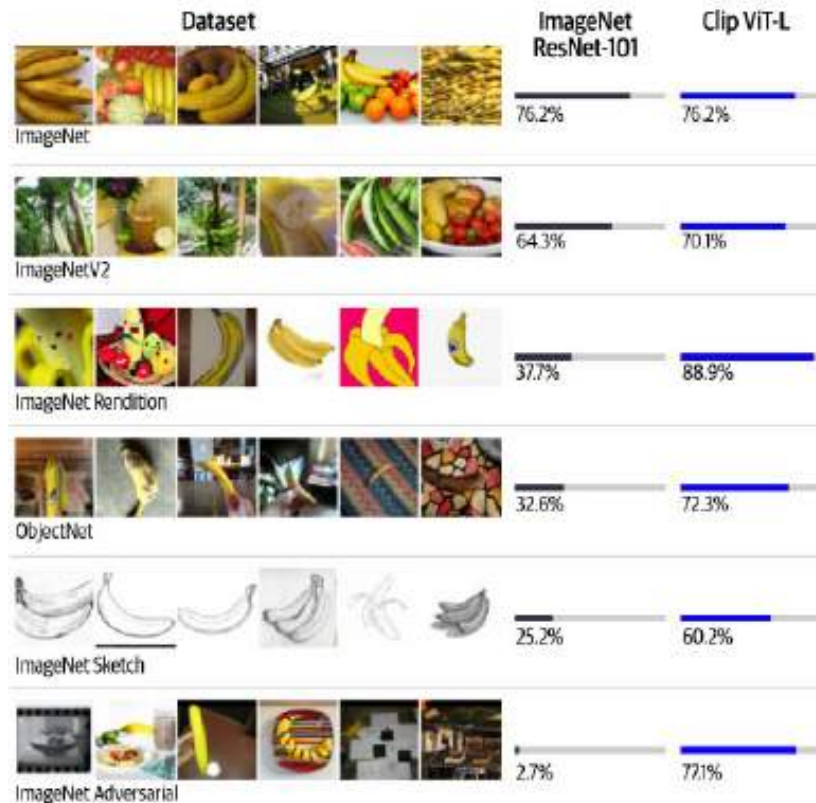 Dataset
ImageNet ResNet-101
Clip ViT-L
ImageNet
76.2%
76.2%
ImageNetV2
64.3%
70.1%
ImageNet Rendition
37.7%
88.9%
ObjectNet
32.6%
72.3%
ImageNet Sketch
25.2%
60.2%
ImageNet Adversarial
2.7%
77.1%